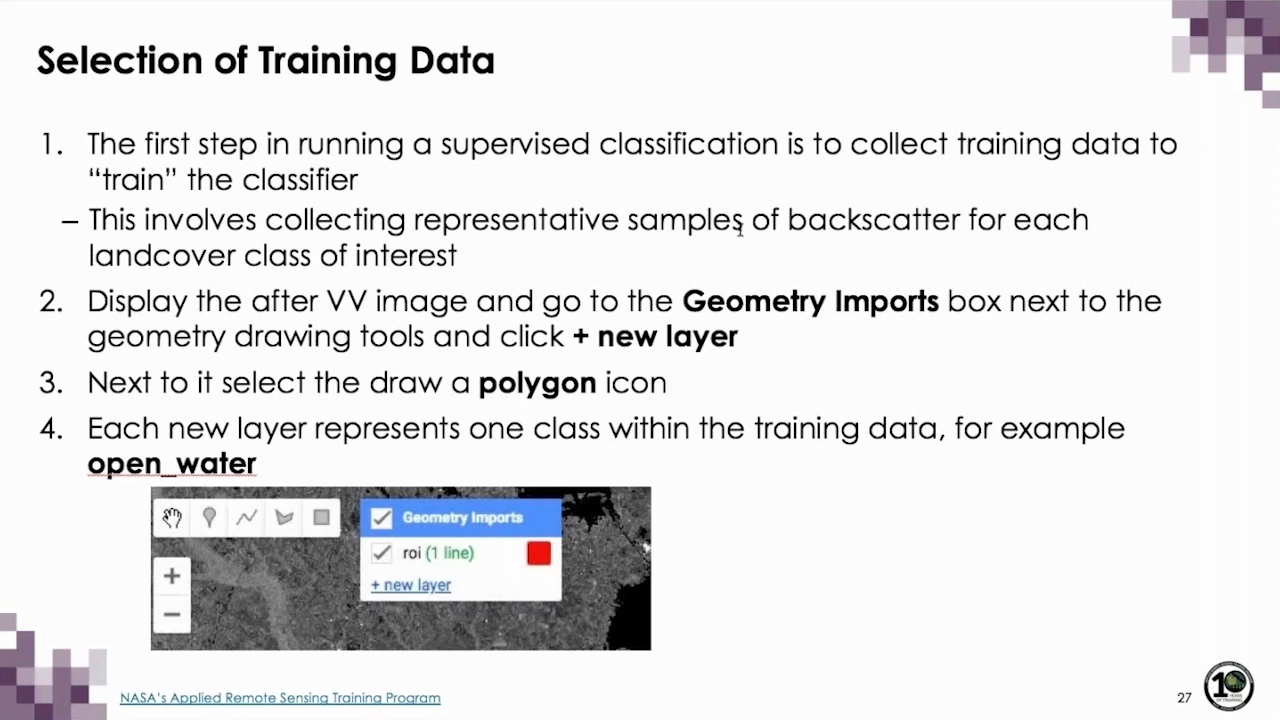 Selection of Training Data
1. The first step in running a supervised classification is to collect training data to
“train” the classifier
– This involves collecting representative samples of backscatter for each
landcover class of interest
2. Display the after VV image and go to the Geometry Imports box next to the
geometry drawing tools and click + new layer
3. Next to it select the draw a polygon icon
4. Each new layer represents one class within the training data, for example
open_water
Geometry Imports
roi (1 line)
+ new layer
+
−
NASA's Applied Remote Sensing Training Program
27
10
YEARS
OF TRAINING